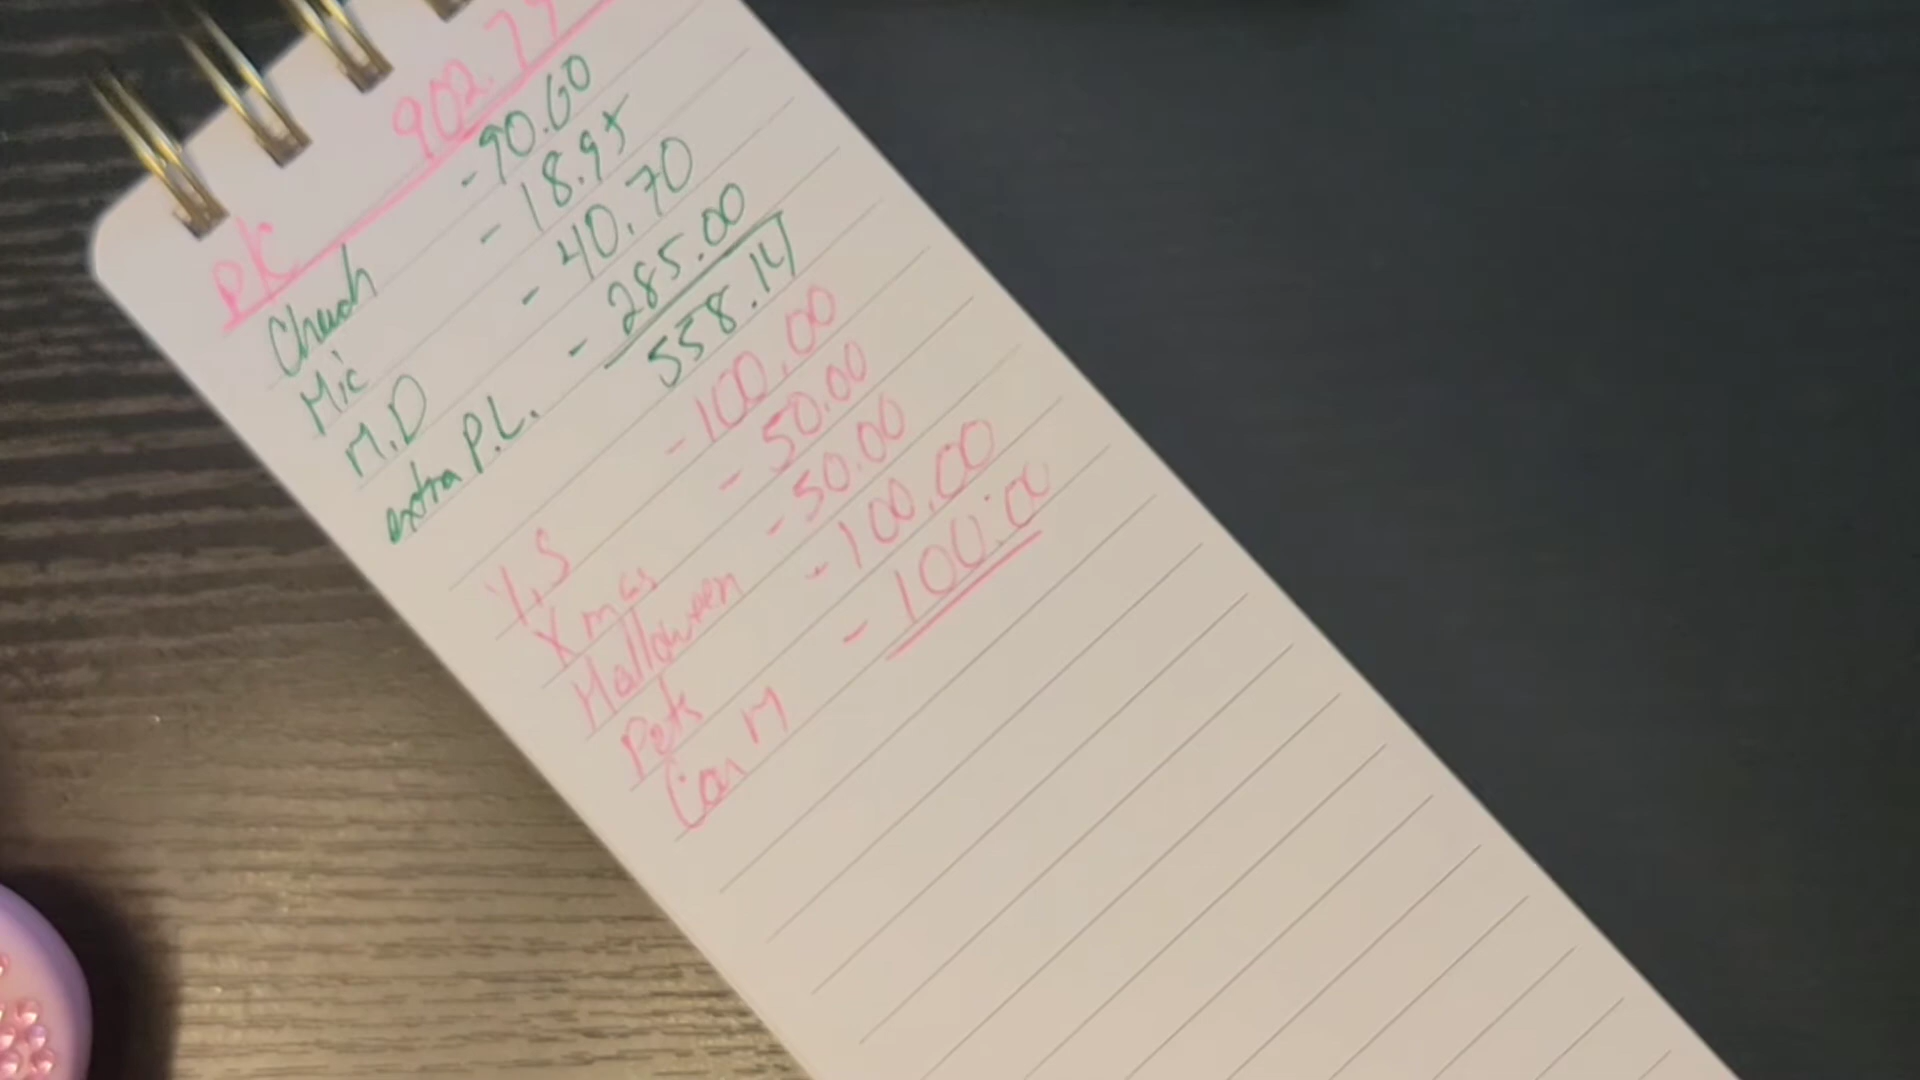 PK 902.79
Church - 90.60
Mic - 18.95
M.D - 40.70
extra P.L. - 285.00
558.14
Y.S - 100.00
Xmas - 50.00
Halloween - 50.00
Pets - 100.00
Car M - 100.00